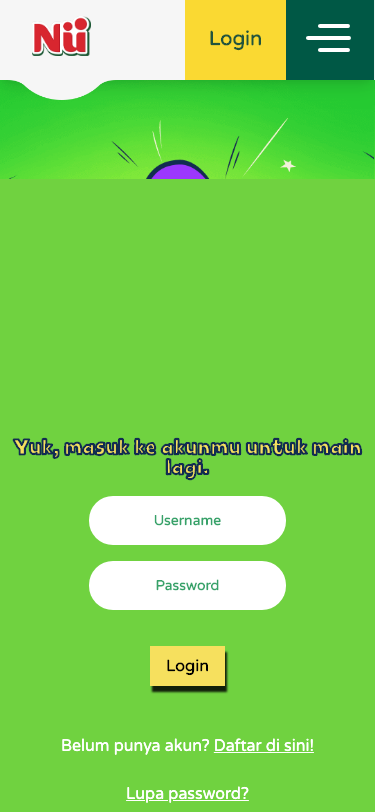 Nü
Login
Yuk, masuk ke akunmu untuk main
lagi.
Username
Password
Login
Belum punya akun? Daftar di sini!
Lupa password?